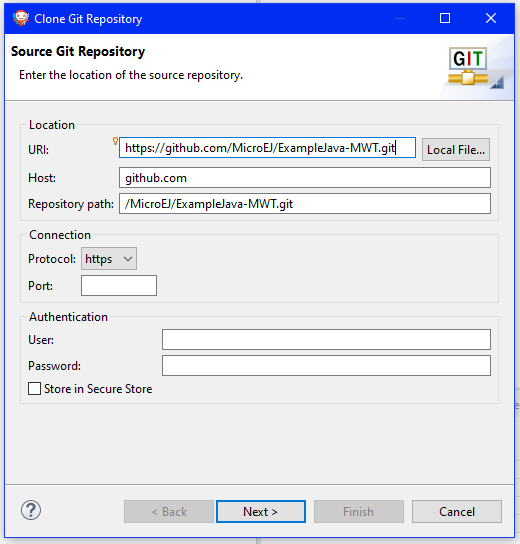 Clone Git Repository
Source Git Repository
Enter the location of the source repository.
GIT
Location
URI: https://github.com/MicroEJ/ExampleJava-MWT.git Local File...
Host: github.com
Repository path: /MicroEJ/ExampleJava-MWT.git
Connection
Protocol: https
Port:
Authentication
User:
Password:
Store in Secure Store
? < Back Next > Finish Cancel